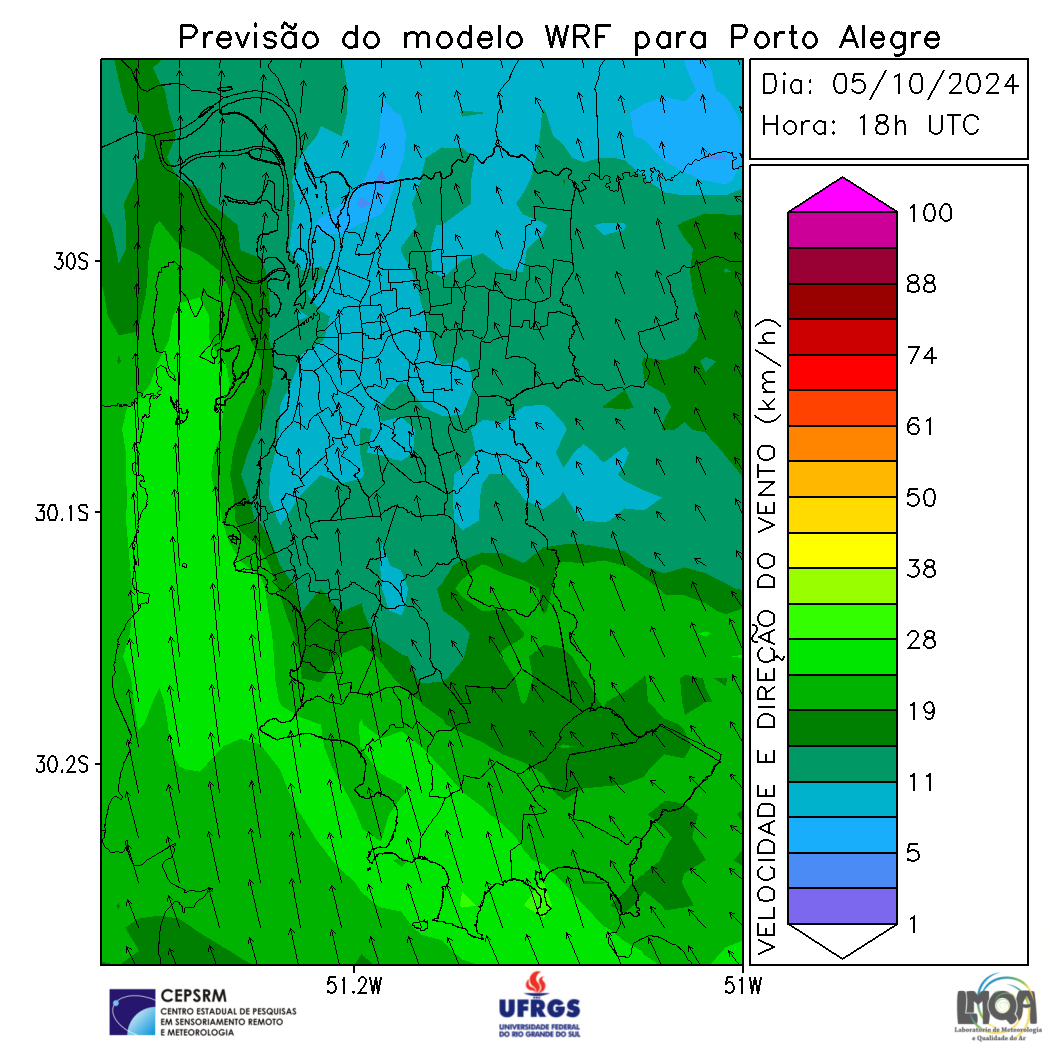 Previsão do modelo WRF para Porto Alegre
Dia: 05/10/2024
Hora: 18h UTC
30S
30.1S
30.2S
51.2W
51W
VELOCIDADE E DIREÇÃO DO VENTO (km/h)
100
88
74
61
50
38
28
19
11
5
1
CEPSRM
CENTRO ESTADUAL DE PESQUISAS
EM SENSORIAMENTO REMOTO
E METEOROLOGIA
UFRGS
UNIVERSIDADE FEDERAL
DO RIO GRANDE DO SUL
LMQA
Laboratório de Meteorologia
e Qualidade do Ar